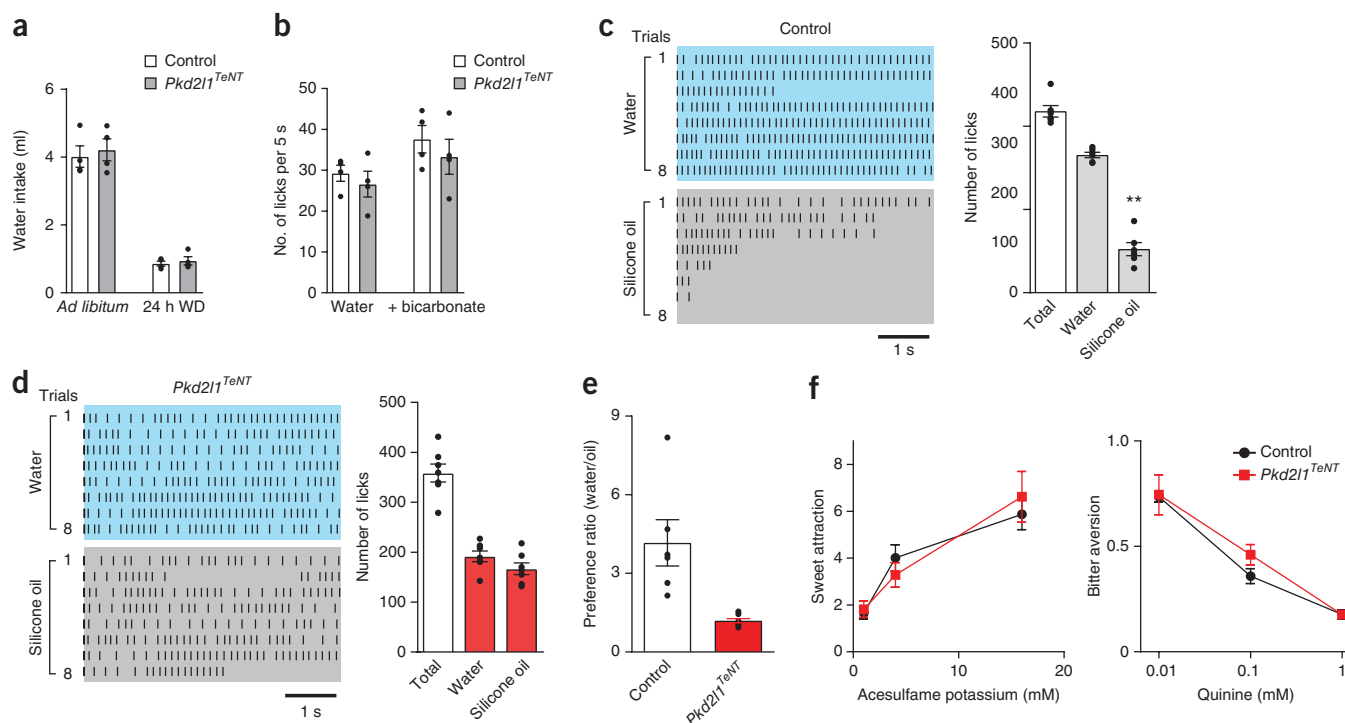 a
Control
Pkd2l1TeNT
Water intake (ml)
6
4
2
0
Ad libitum
24 h WD
b
Control
Pkd2l1TeNT
No. of licks per 5 s
50
40
30
20
10
0
Water
+ bicarbonate
c
Control
Trials
1
Water
8
1
Silicone oil
8
1 s
Number of licks
500
400
300
200
100
0
**
Total
Water
Silicone oil
d
Pkd2l1TeNT
Trials
1
Water
8
1
Silicone oil
8
1 s
Number of licks
500
400
300
200
100
0
Total
Water
Silicone oil
e
Preference ratio (water/oil)
9
6
3
0
Control
Pkd2l1TeNT
f
Sweet attraction
8
6
4
2
0
0
10
20
Acesulfame potassium (mM)
Bitter aversion
1.0
0.5
0
0.01
0.1
1
Quinine (mM)
Control
Pkd2l1TeNT